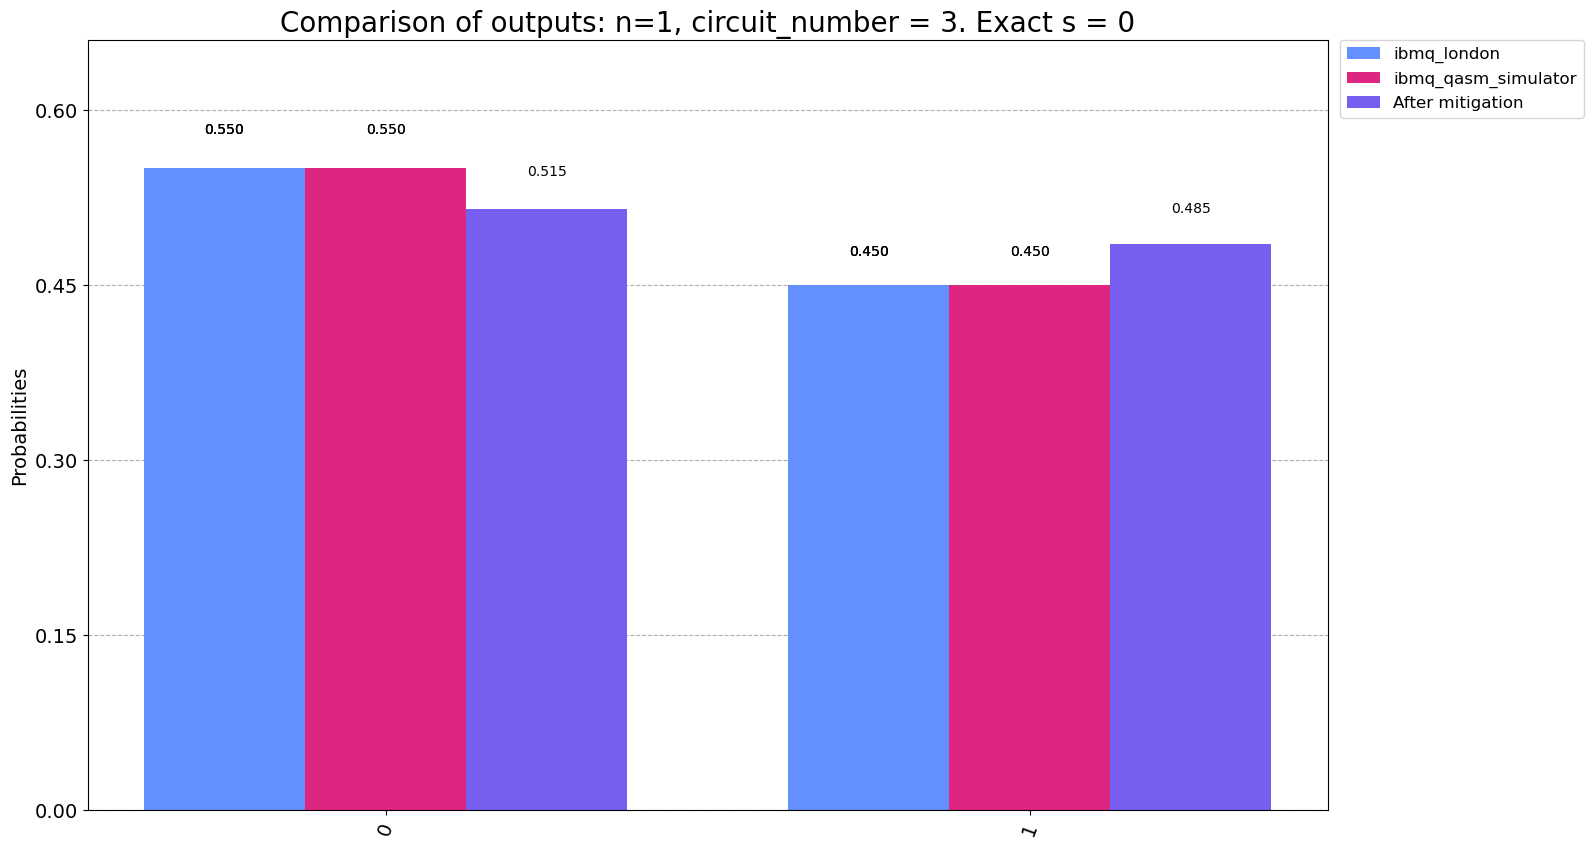 Comparison of outputs: n=1, circuit_number = 3. Exact s = 0
ibmq_london
ibmq_qasm_simulator
After mitigation
Probabilities
0.60
0.45
0.30
0.15
0.00
0.550
0.550
0.515
0.450
0.450
0.485
0
1